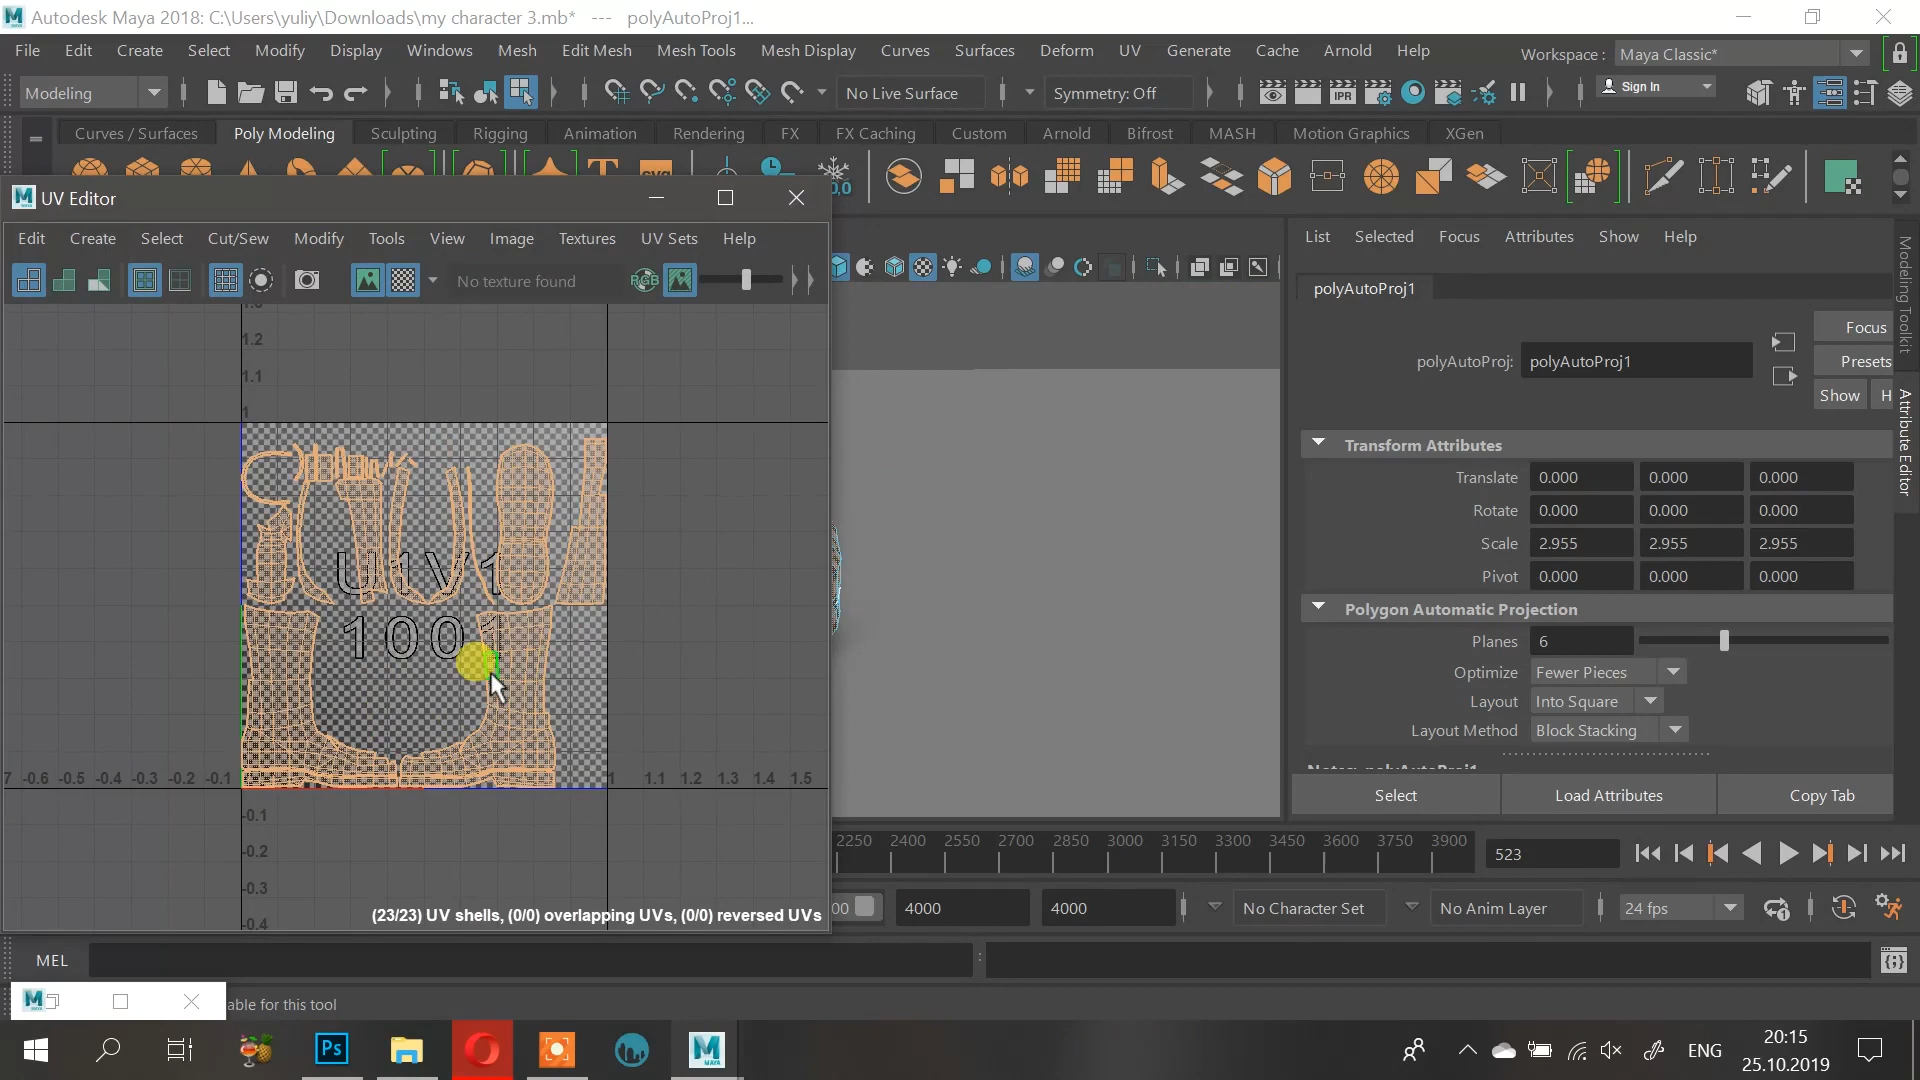 Autodesk Maya 2018: C:\Users\yuliy\Downloads\my character 3.mb* --- polyAutoProj1...
File Edit Create Select Modify Display Windows Mesh Edit Mesh Mesh Tools Mesh Display Curves Surfaces Deform UV Generate Cache Arnold Help
Workspace : Maya Classic*
Modeling
No Live Surface
Symmetry: Off
IPR
Sign In
Curves / Surfaces Poly Modeling Sculpting Rigging Animation Rendering FX FX Caching Custom Arnold Bifrost MASH Motion Graphics XGen
UV Editor
Edit Create Select Cut/Sew Modify Tools View Image Textures UV Sets Help
No texture found
RGB
1.2
1.1
1
U1V1
1001
7 -0.6 -0.5 -0.4 -0.3 -0.2 -0.1
1 1.1 1.2 1.3 1.4 1.5
-0.1
-0.2
-0.3
-0.4
(23/23) UV shells, (0/0) overlapping UVs, (0/0) reversed UVs
List Selected Focus Attributes Show Help
polyAutoProj1
Focus
polyAutoProj: polyAutoProj1
Presets
Show H
Transform Attributes
Translate 0.000 0.000 0.000
Rotate 0.000 0.000 0.000
Scale 2.955 2.955 2.955
Pivot 0.000 0.000 0.000
Polygon Automatic Projection
Planes 6
Optimize Fewer Pieces
Layout Into Square
Layout Method Block Stacking
Select Load Attributes Copy Tab
Modeling Toolkit
Attribute Editor
2250 2400 2550 2700 2850 3000 3150 3300 3450 3600 3750 3900
523
00 4000 4000
No Character Set
No Anim Layer
24 fps
MEL
able for this tool
Ps
MAYA
ENG
20:15
25.10.2019